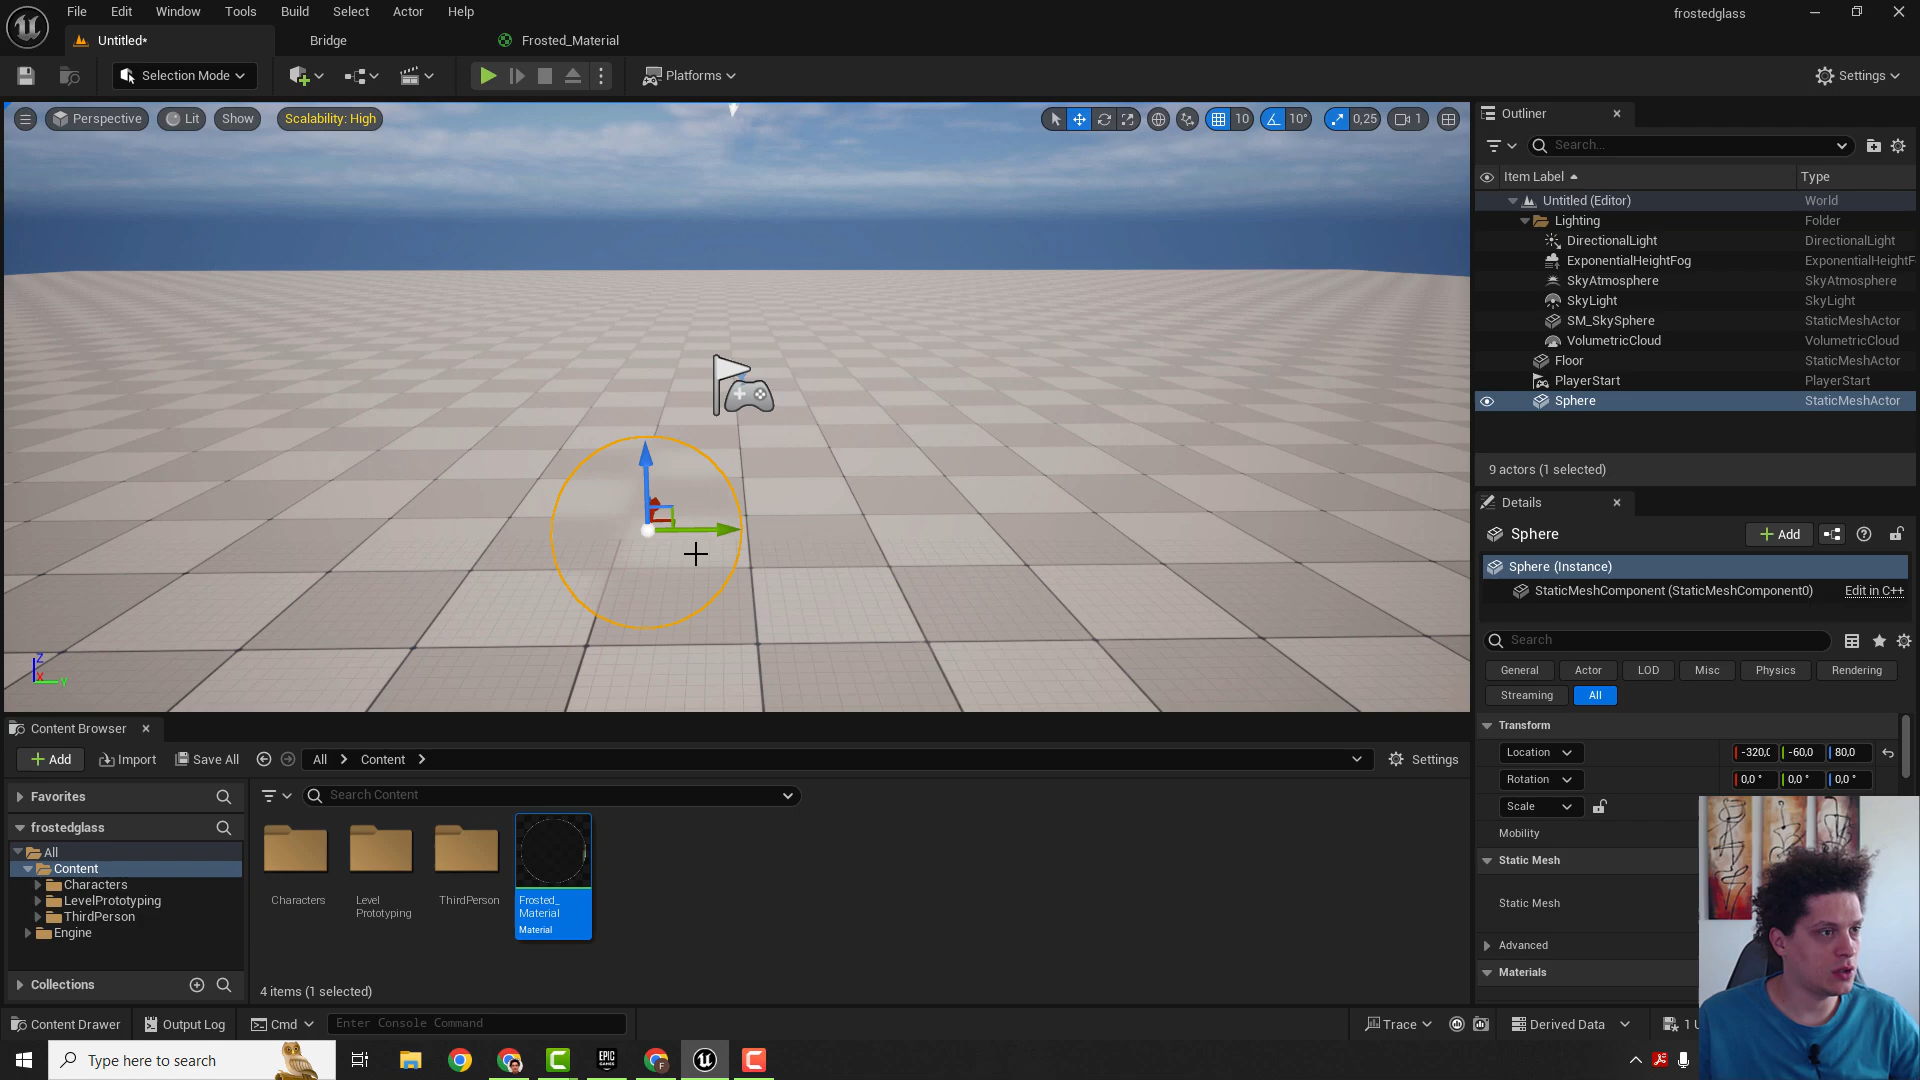 File Edit Window Tools Build Select Actor Help
frostedglass
Untitled*
Bridge
Frosted_Material
Selection Mode
Platforms
Settings
Perspective
Lit
Show
Scalability: High
10
10°
0,25
1
Outliner
Search...
Item Label
Type
Untitled (Editor) World
Lighting Folder
DirectionalLight DirectionalLight
ExponentialHeightFog ExponentialHeightF
SkyAtmosphere SkyAtmosphere
SkyLight SkyLight
SM_SkySphere StaticMeshActor
VolumetricCloud VolumetricCloud
Floor StaticMeshActor
PlayerStart PlayerStart
Sphere StaticMeshActor
9 actors (1 selected)
Details
Sphere
Add
Sphere (Instance)
StaticMeshComponent (StaticMeshComponent0) Edit in C++
Search
General Actor LOD Misc Physics Rendering
Streaming All
Transform
Location -320,0 -60,0 80,0
Rotation 0,0 ° 0,0 ° 0,0 °
Scale
Mobility
Static Mesh
Static Mesh
Advanced
Materials
Z
X
Y
Content Browser
Add
Import
Save All
All
Content
Settings
Favorites
frostedglass
All
Content
Characters
LevelPrototyping
ThirdPerson
Engine
Collections
Search Content
Characters
Level
Prototyping
ThirdPerson
Frosted_
Material
Material
4 items (1 selected)
Content Drawer
Output Log
Cmd
Enter Console Command
Trace
Derived Data
1 U
Type here to search
EPIC
GAMES
F